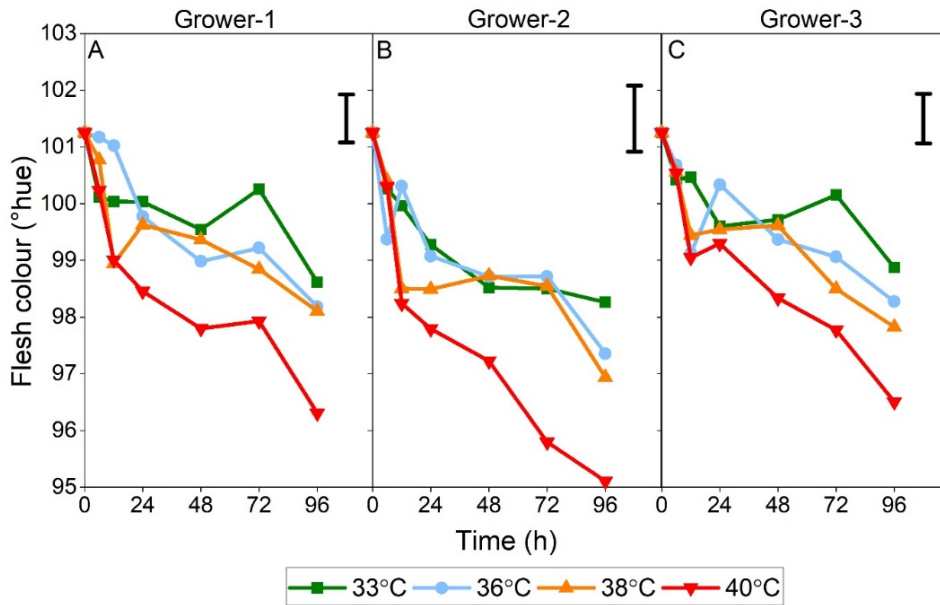 Grower-1 Grower-2 Grower-3
A B C
103
102
101
100
99
98
97
96
95
Flesh colour (°hue)
0 24 48 72 96 0 24 48 72 96 0 24 48 72 96
Time (h)
33°C 36°C 38°C 40°C